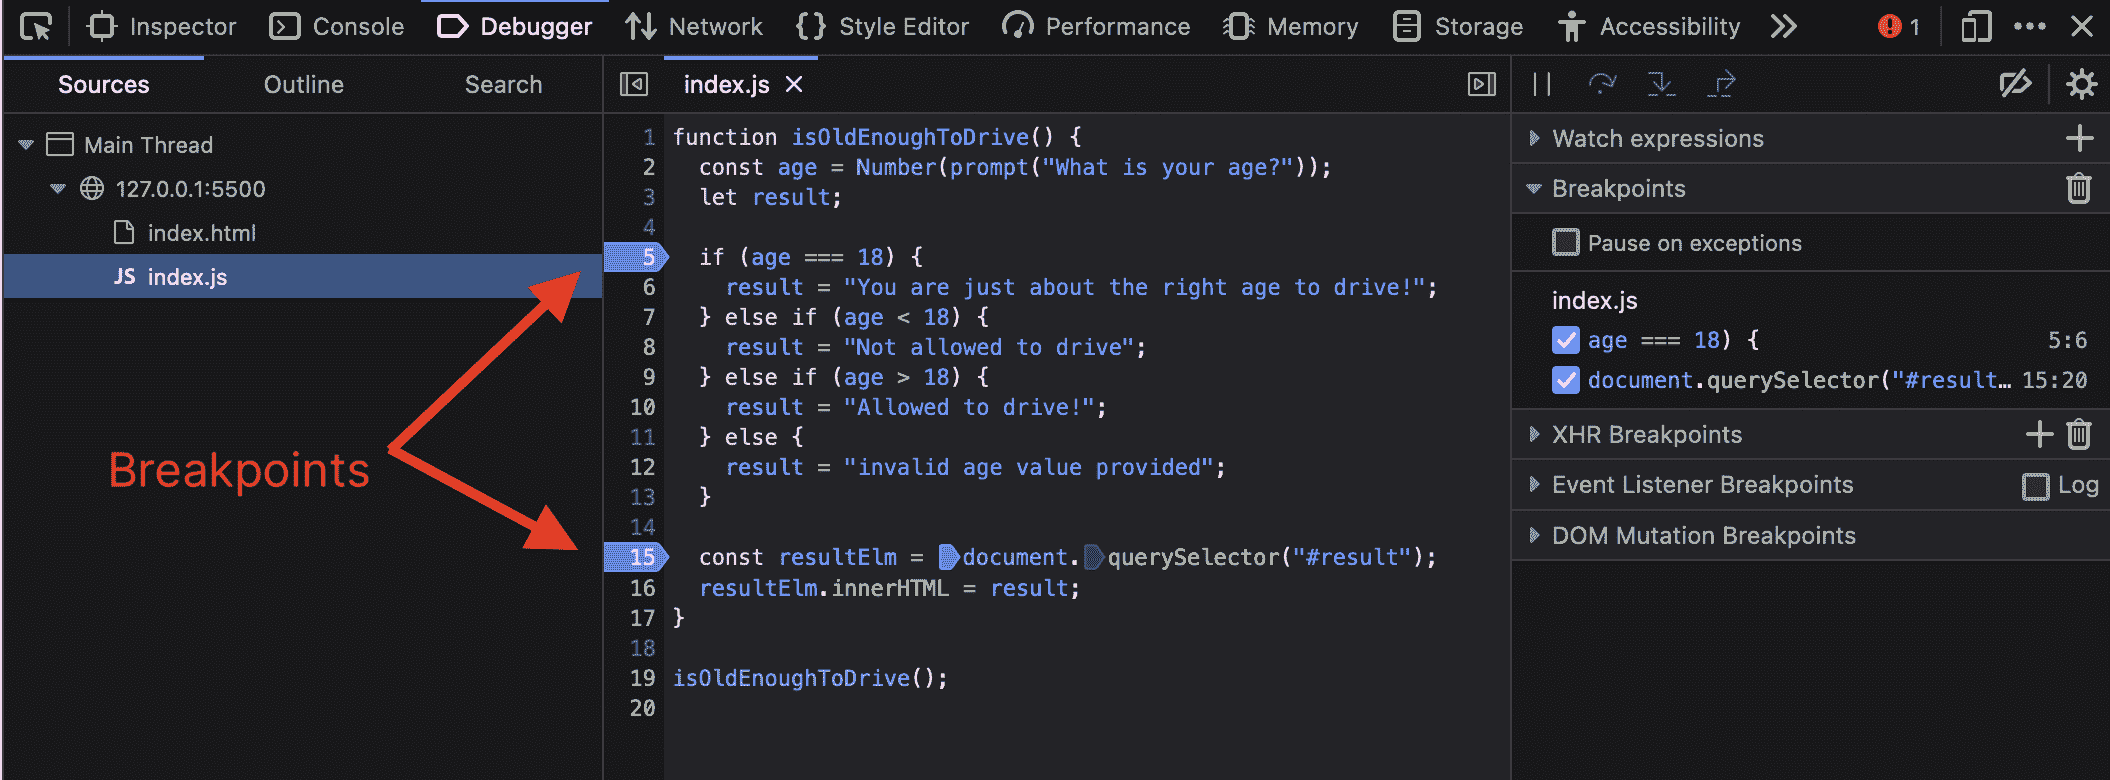 Inspector Console Debugger Network Style Editor Performance Memory Storage Accessibility 1
Sources Outline Search
Main Thread
127.0.0.1:5500
index.html
JS index.js
Breakpoints
index.js
1 function isOldEnoughToDrive() {
2 const age = Number(prompt("What is your age?"));
3 let result;
4
5 if (age === 18) {
6 result = "You are just about the right age to drive!";
7 } else if (age < 18) {
8 result = "Not allowed to drive";
9 } else if (age > 18) {
10 result = "Allowed to drive!";
11 } else {
12 result = "invalid age value provided";
13 }
14
15 const resultElm = document.querySelector("#result");
16 resultElm.innerHTML = result;
17 }
18
19 isOldEnoughToDrive();
20
Watch expressions
Breakpoints
Pause on exceptions
index.js
age === 18) { 5:6
document.querySelector("#result… 15:20
XHR Breakpoints
Event Listener Breakpoints Log
DOM Mutation Breakpoints